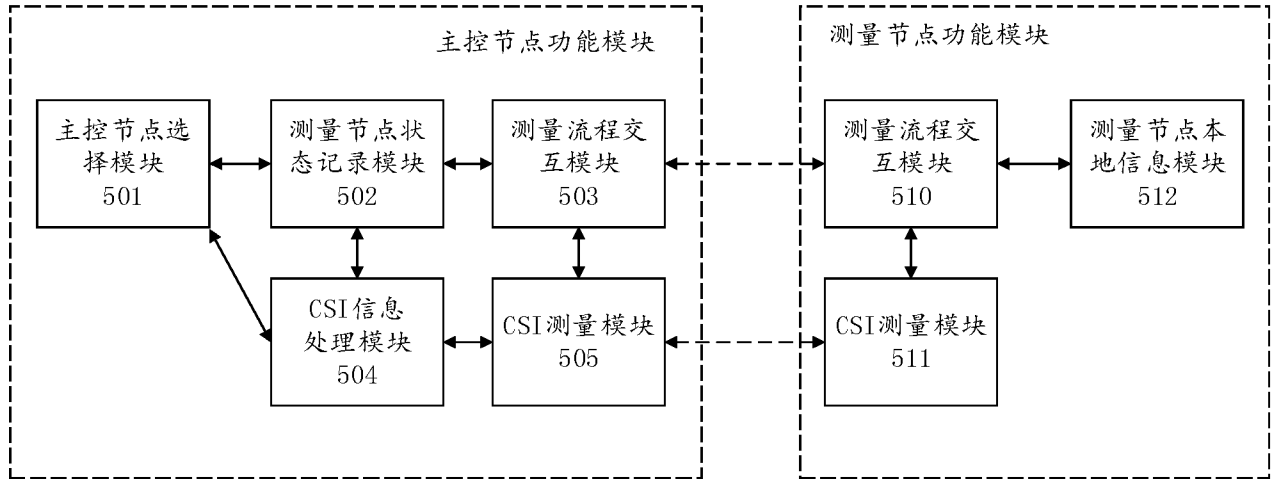 主控节点功能模块
测量节点功能模块
主控节点选
择模块
501
测量节点状
态记录模块
502
测量流程交
互模块
503
测量流程交
互模块
510
测量节点本
地信息模块
512
CSI信息
处理模块
504
CSI测量模块
505
CSI测量模块
511